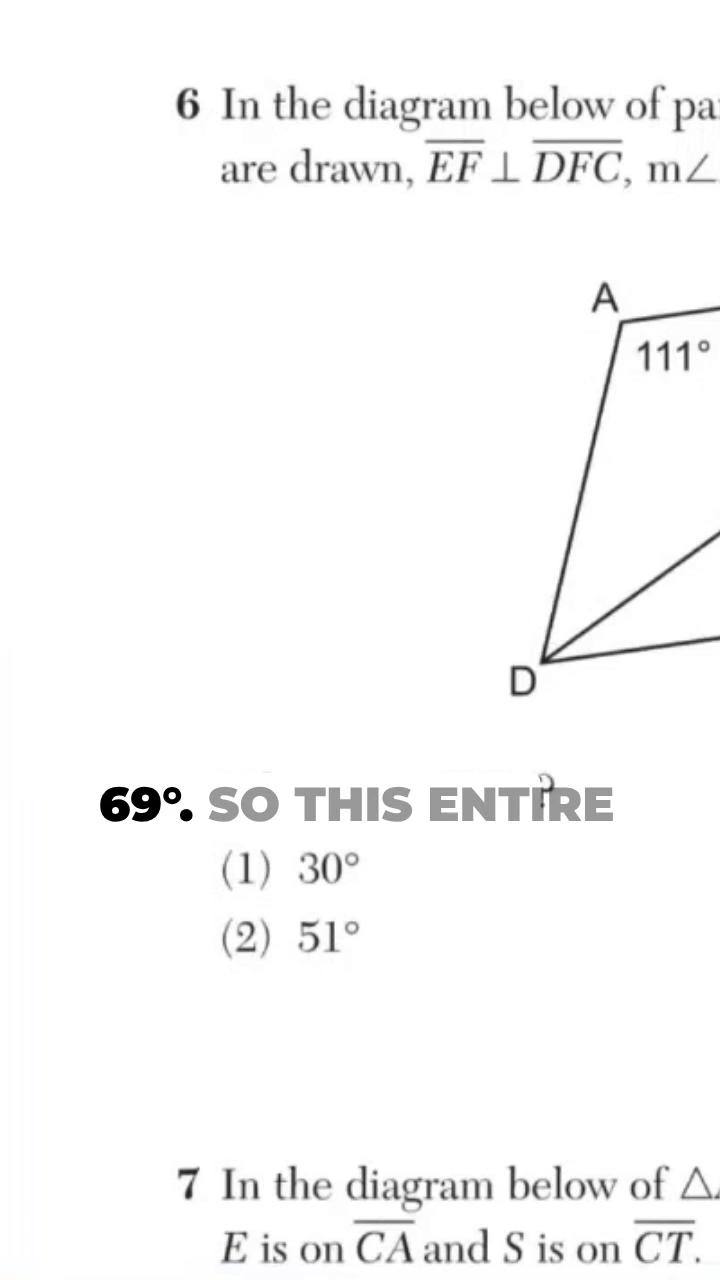 6 In the diagram below of pa
are drawn, EF ⊥ DFC, m∠
A
111°
D
?
69°. SO THIS ENTIRE
(1) 30°
(2) 51°
7 In the diagram below of △
E is on CA and S is on CT.